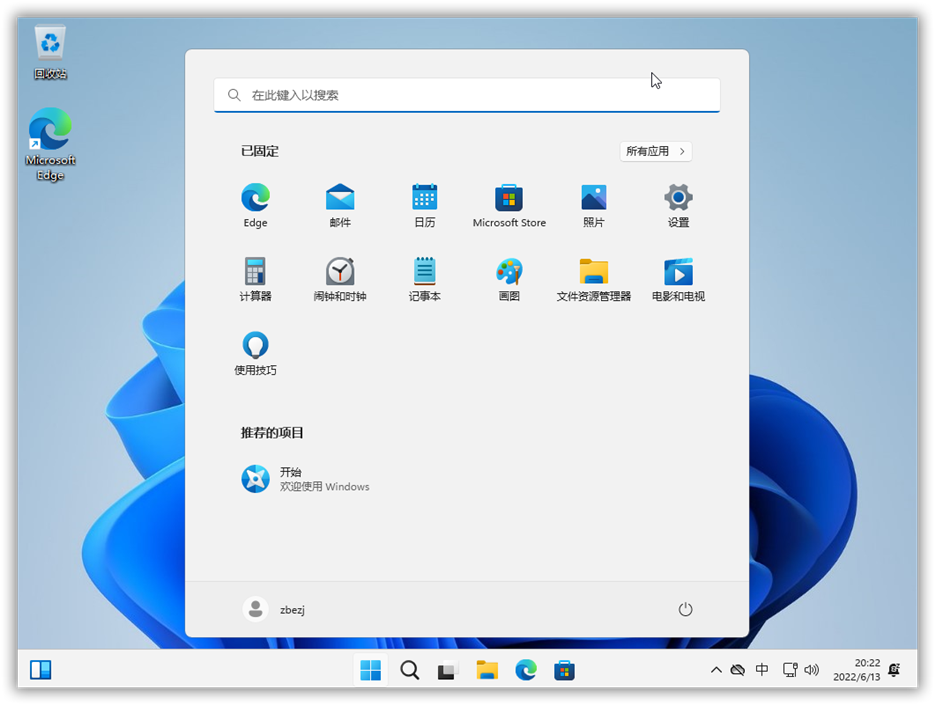 回收站
Microsoft
Edge
在此键入以搜索
已固定
所有应用
Edge
邮件
日历
Microsoft Store
照片
设置
计算器
闹钟和时钟
记事本
画图
文件资源管理器
电影和电视
使用技巧
推荐的项目
开始
欢迎使用 Windows
zbezj
中
20:22
2022/6/13